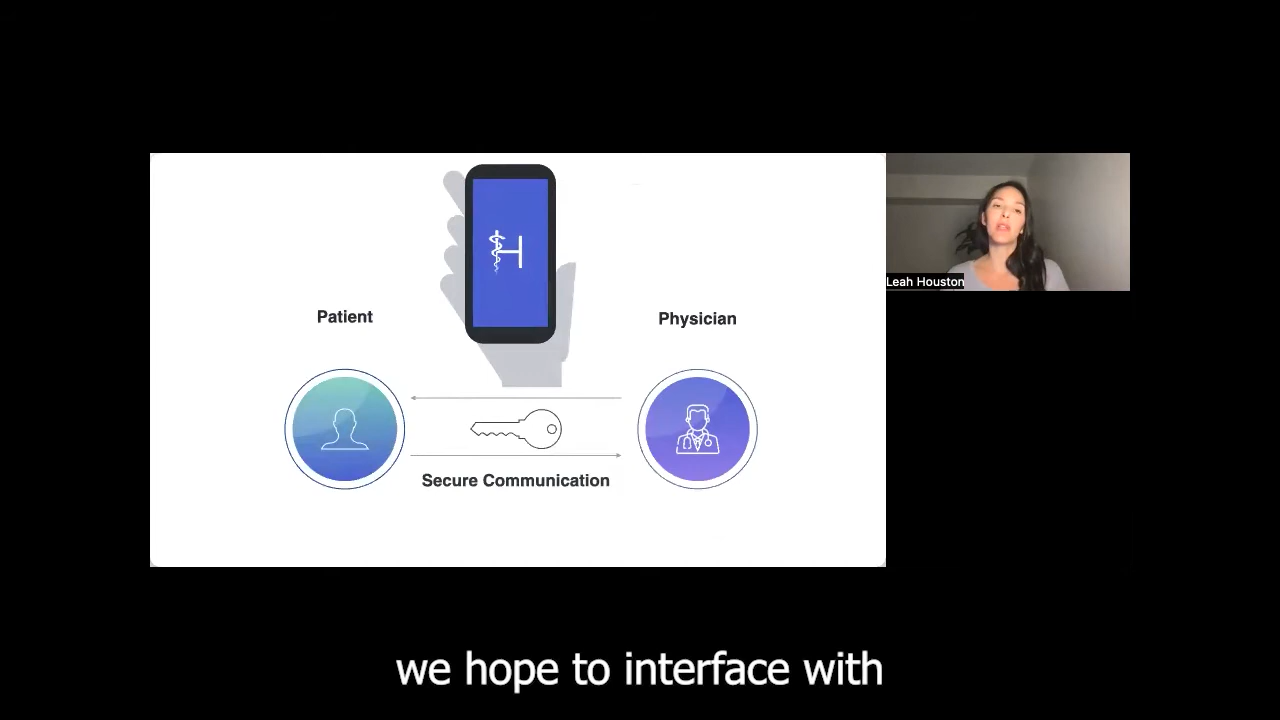 Patient
Physician
Secure Communication
Leah Houston
we hope to interface with